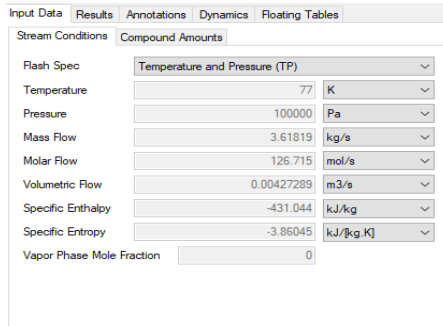 Input Data Results Annotations Dynamics Floating Tables
Stream Conditions Compound Amounts
Flash Spec Temperature and Pressure (TP)
Temperature 77 K
Pressure 100000 Pa
Mass Flow 3.61819 kg/s
Molar Flow 126.715 mol/s
Volumetric Flow 0.00427289 m3/s
Specific Enthalpy -431.044 kJ/kg
Specific Entropy -3.86045 kJ/[kg.K]
Vapor Phase Mole Fraction 0